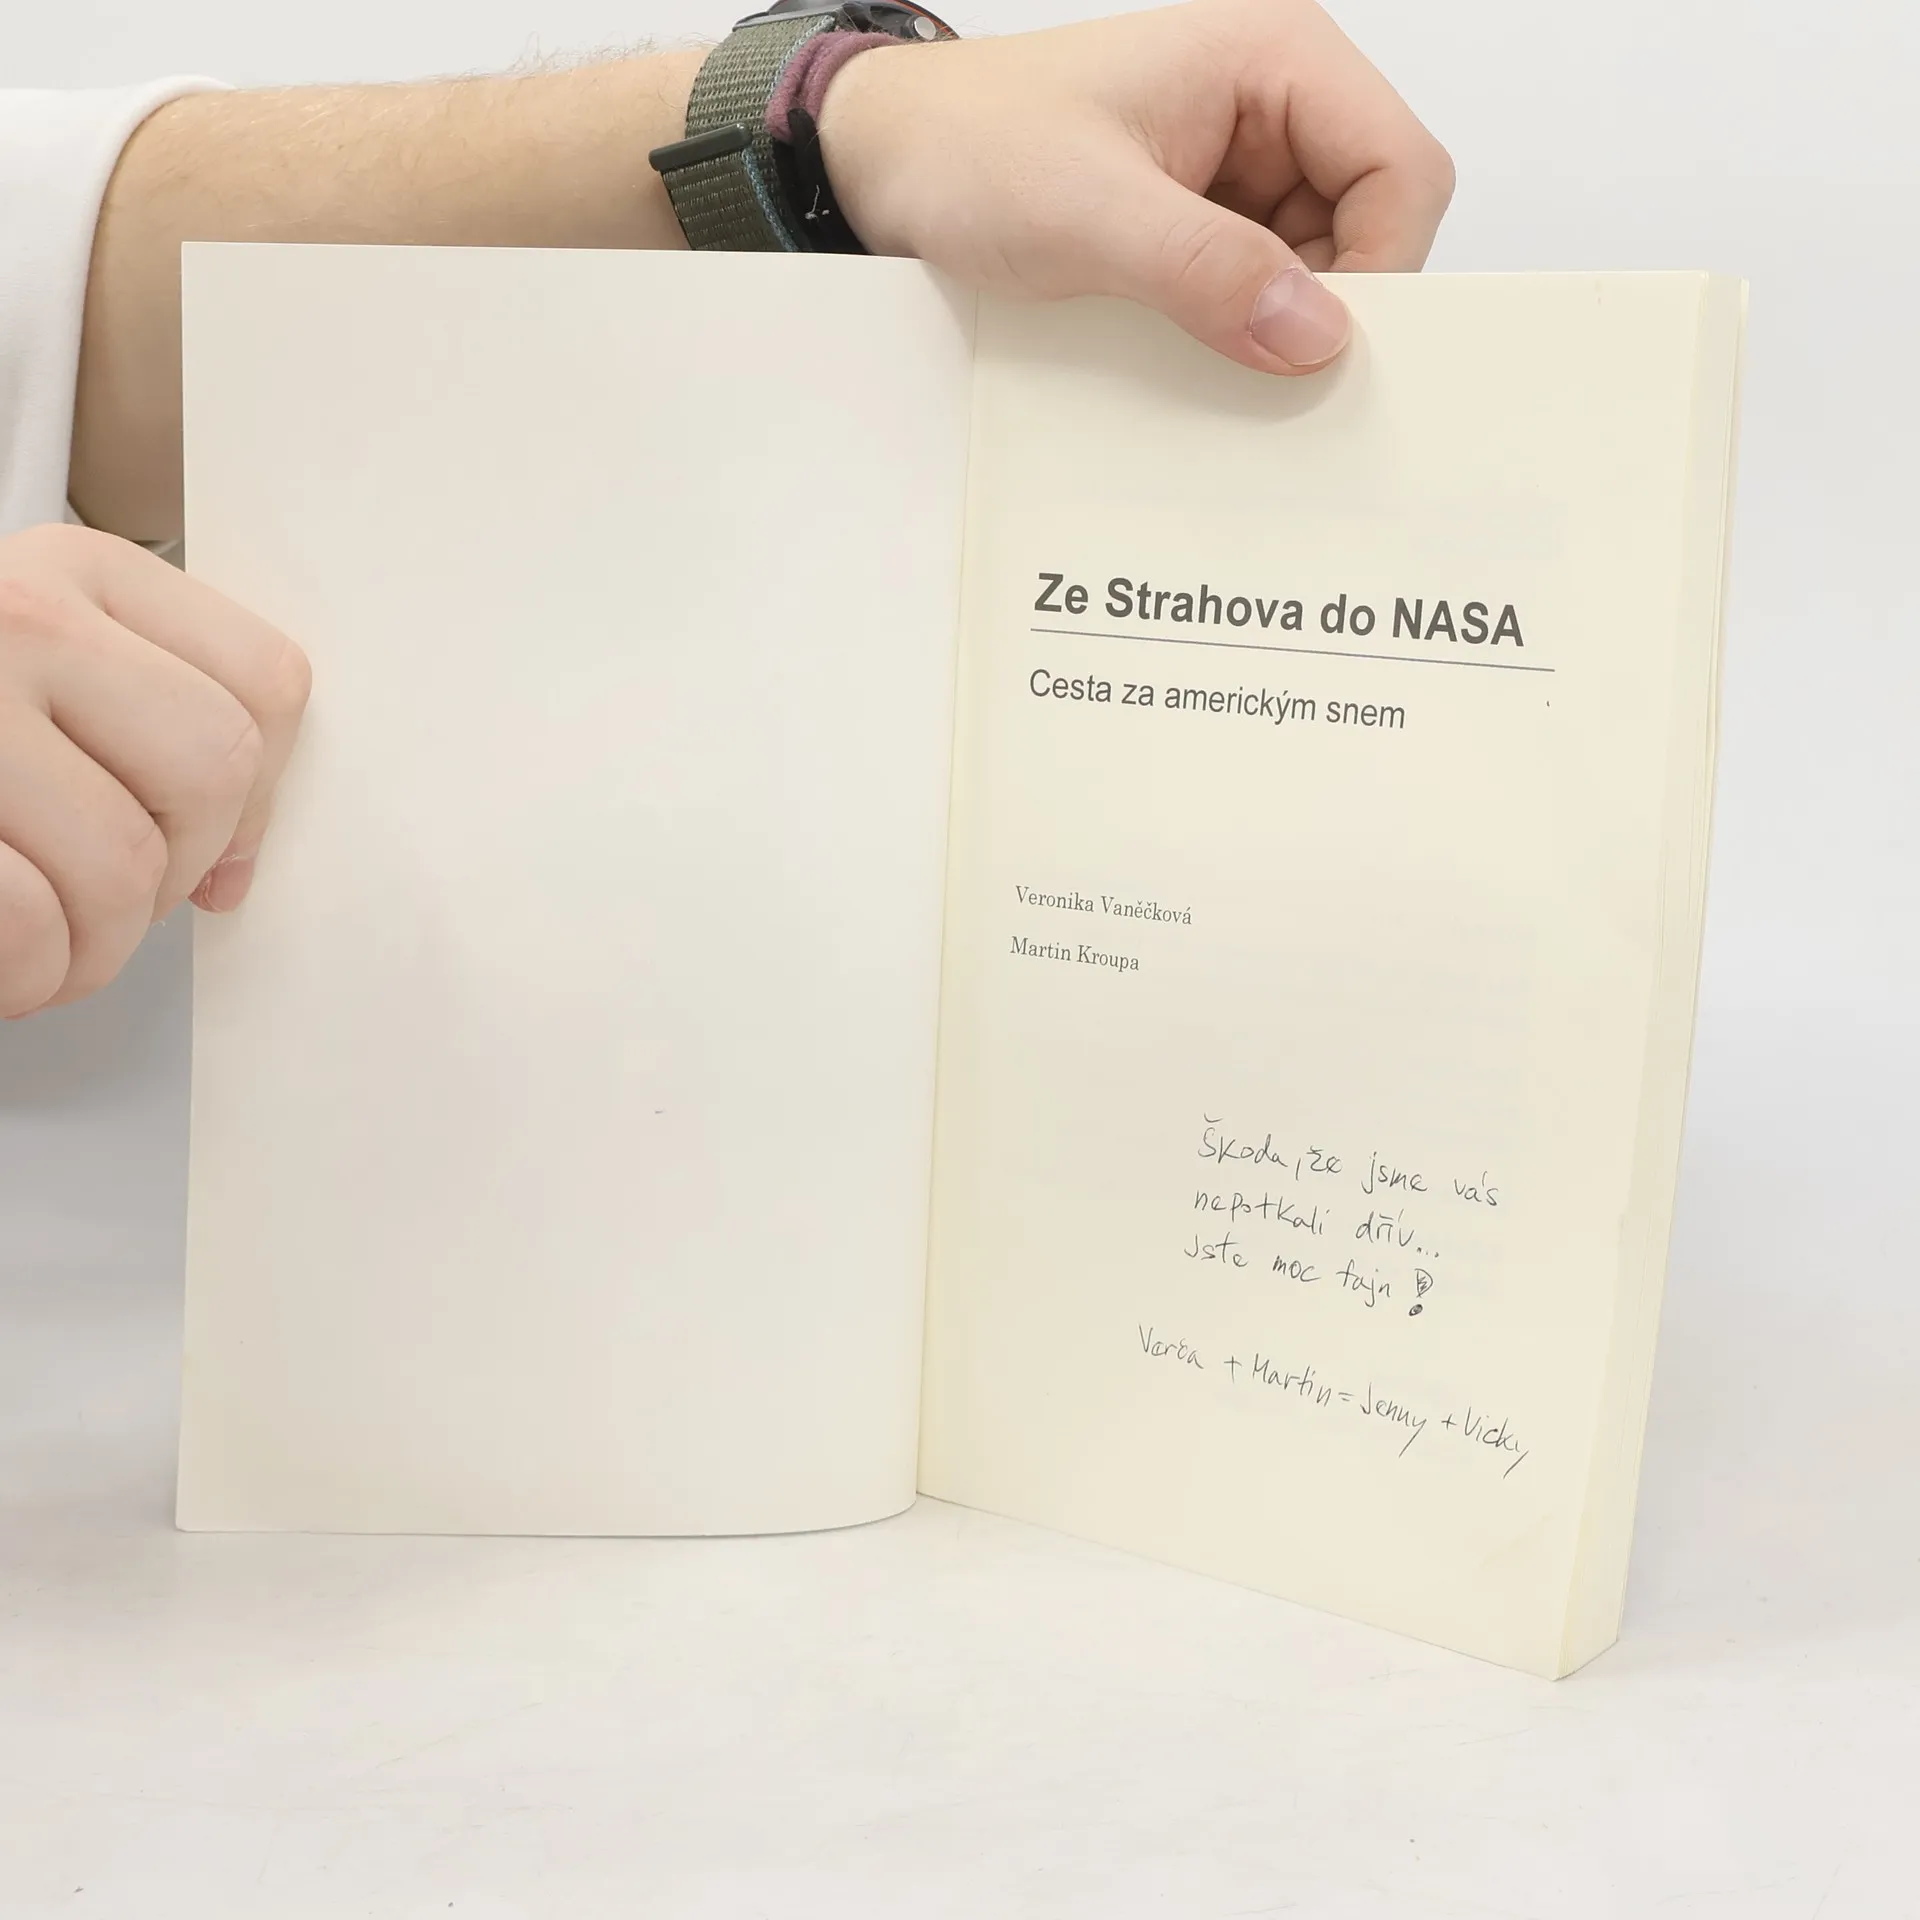 Ze Strahova do NASA
Cesta za americkým snem
Veronika Vaněčková
Martin Kroupa
Škoda, že jsme vás
nepotkali dřív...
Jste moc fajn!
Verča + Martin = Jenny + Vicky